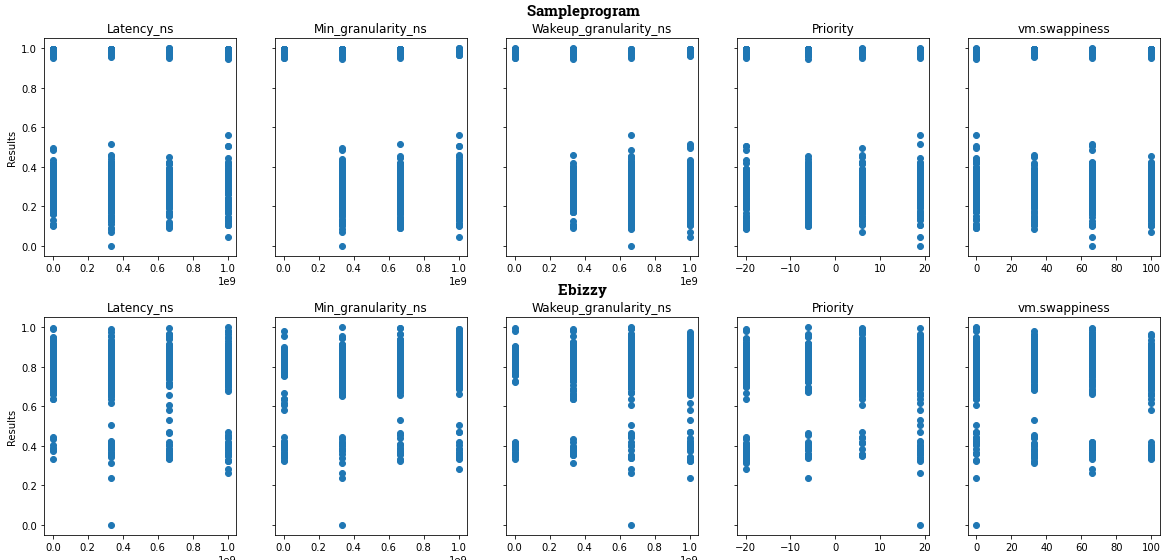 Sampleprogram
Latency_ns Min_granularity_ns Wakeup_granularity_ns Priority vm.swappiness
Results
1.0
0.8
0.6
0.4
0.2
0.0
0.0 0.2 0.4 0.6 0.8 1.0 0.0 0.2 0.4 0.6 0.8 1.0 0.0 0.2 0.4 0.6 0.8 1.0 −20 −10 0 10 20 0 20 40 60 80 100
1e9 1e9 1e9
Ebizzy
Latency_ns Min_granularity_ns Wakeup_granularity_ns Priority vm.swappiness
Results
1.0
0.8
0.6
0.4
0.2
0.0
0.0 0.2 0.4 0.6 0.8 1.0 0.0 0.2 0.4 0.6 0.8 1.0 0.0 0.2 0.4 0.6 0.8 1.0 −20 −10 0 10 20 0 20 40 60 80 100
1e9 1e9 1e9